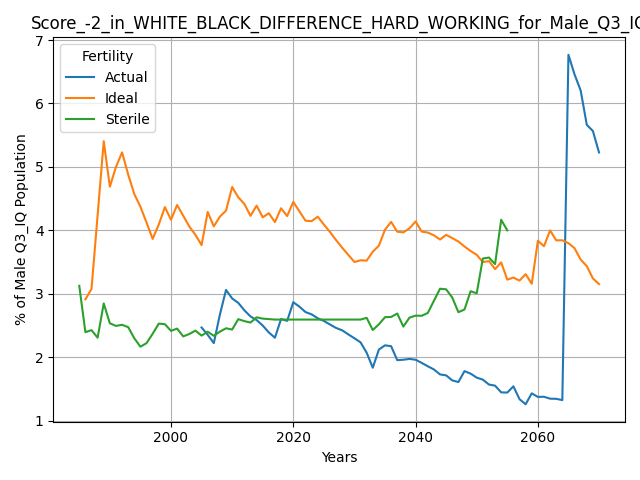 Score_-2_in_WHITE_BLACK_DIFFERENCE_HARD_WORKING_for_Male_Q3_IQ
Fertility
Actual
Ideal
Sterile
% of Male Q3_IQ Population
7
6
5
4
3
2
1
2000 2020 2040 2060
Years